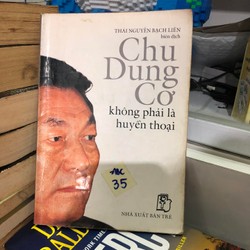 THÁI NGUYỄN BẠCH LIÊN
biên dịch
Chu
Dung
Cơ
không phải là
huyền thoại
35
NHÀ XUẤT BẢN TRẺ